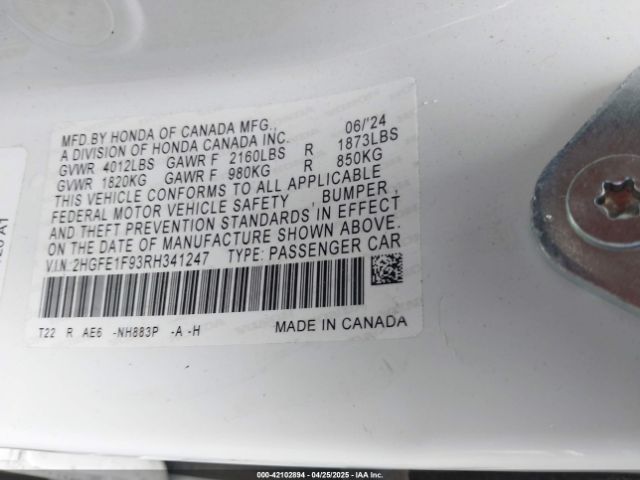 MFD.BY HONDA OF CANADA MFG., 06/'24
A DIVISION OF HONDA CANADA INC.
GVWR 4012LBS GAWR F 2160LBS R 1873LBS
GVWR 1820KG GAWR F 980KG R 850KG
THIS VEHICLE CONFORMS TO ALL APPLICABLE
FEDERAL MOTOR VEHICLE SAFETY, BUMPER,
AND THEFT PREVENTION STANDARDS IN EFFECT
ON THE DATE OF MANUFACTURE SHOWN ABOVE.
V.I.N: 2HGFE1F93RH341247 TYPE: PASSENGER CAR
T22 R AE6 -NH883P -A -H MADE IN CANADA
000-42102894 - 04/25/2025 - IAA Inc.